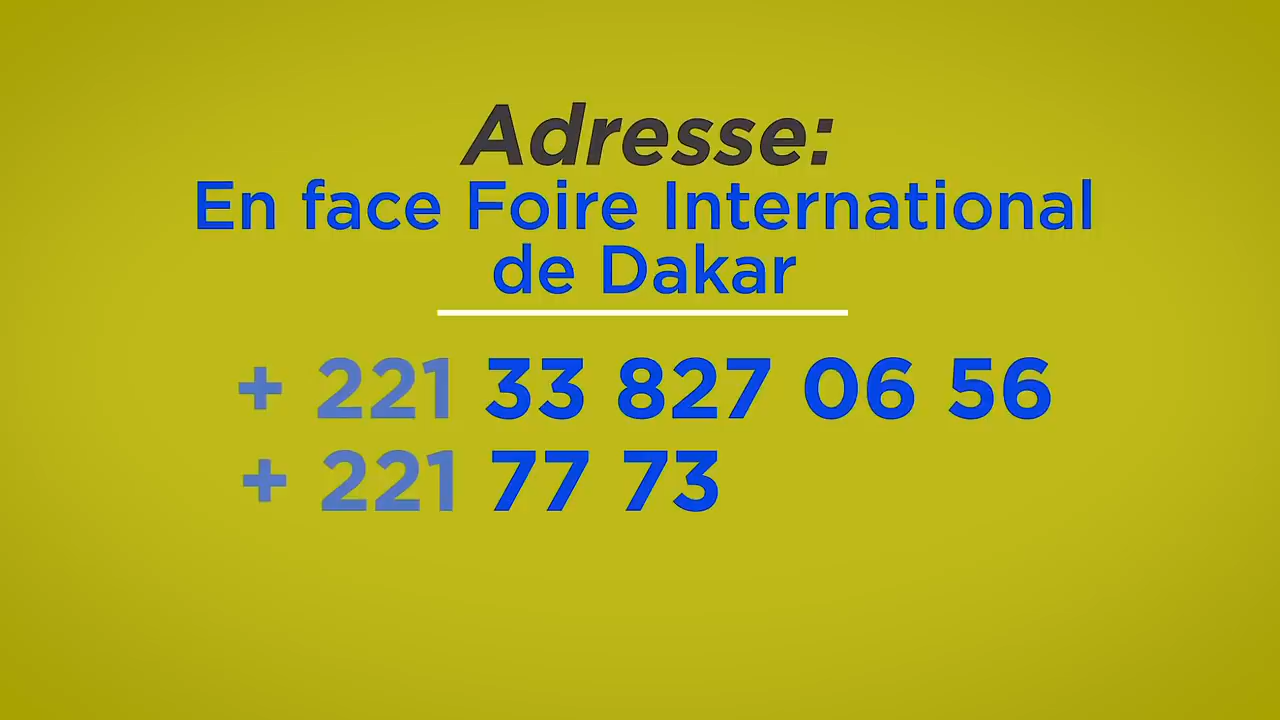 Adresse:
En face Foire International
de Dakar
+ 221 33 827 06 56
+ 221 77 73